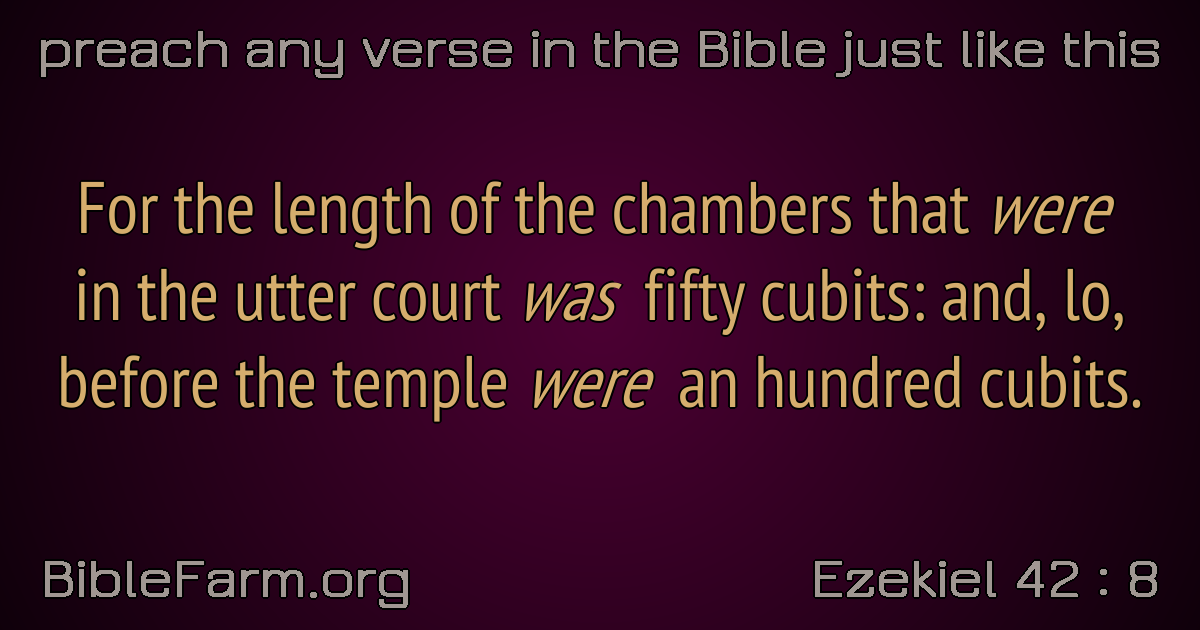 preach any verse in the Bible just like this
For the length of the chambers that were
in the utter court was fifty cubits: and, lo,
before the temple were an hundred cubits.
BibleFarm.org
Ezekiel 42 : 8